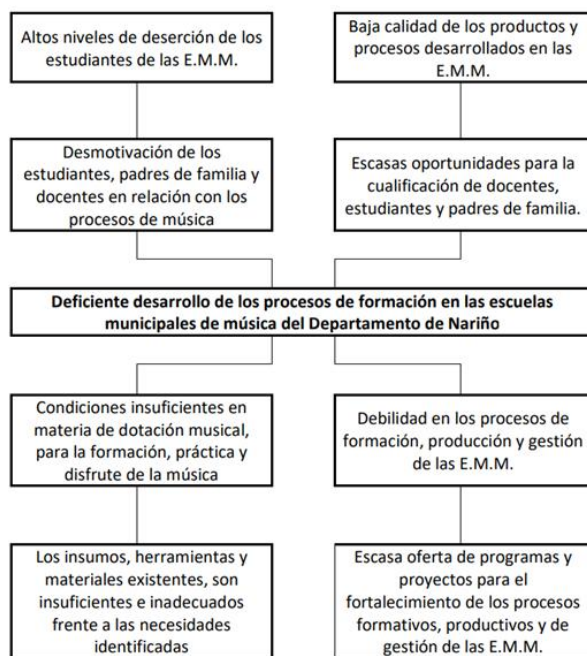 Altos niveles de deserción de los
estudiantes de las E.M.M.
Baja calidad de los productos y
procesos desarrollados en las
E.M.M.
Desmotivación de los
estudiantes, padres de familia y
docentes en relación con los
procesos de música
Escasas oportunidades para la
cualificación de docentes,
estudiantes y padres de familia.
Deficiente desarrollo de los procesos de formación en las escuelas
municipales de música del Departamento de Nariño
Condiciones insuficientes en
materia de dotación musical,
para la formación, práctica y
disfrute de la música
Debilidad en los procesos de
formación, producción y gestión
de las E.M.M.
Los insumos, herramientas y
materiales existentes, son
insuficientes e inadecuados
frente a las necesidades
identificadas
Escasa oferta de programas y
proyectos para el
fortalecimiento de los procesos
formativos, productivos y de
gestión de las E.M.M.